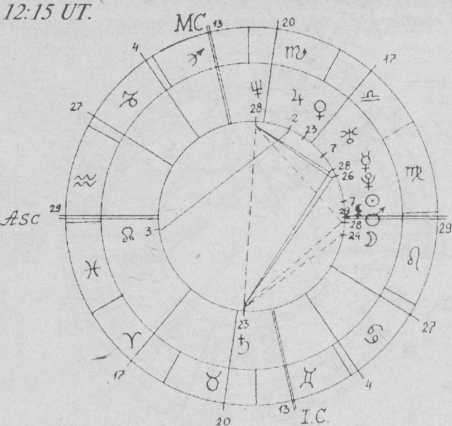 12:15 UT.
MC 13 20
4 ♐ ♏ 17
♑ ♆ ♃ ♀ ♎
27 28 2 23 ♅
7
28 ☿
26 ♇
♒ ♍
7 ☉
Asc 29 ☊ 3 28 29
24 ☽
♓ ♌
23
27
♈ ♋
17 4
♉ ♊
20 13 I.C.